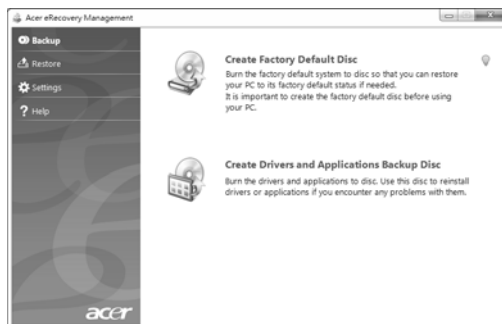 Acer eRecovery Management
Backup
Restore
Settings
Help
Create Factory Default Disc
Burn the factory default system to disc so that you can restore
your PC to its factory default status if needed.
It is important to create the factory default disc before using
your PC.
Create Drivers and Applications Backup Disc
Burn the drivers and applications to disc. Use this disc to reinstall
drivers or applications if you encounter any problems with them.
acer